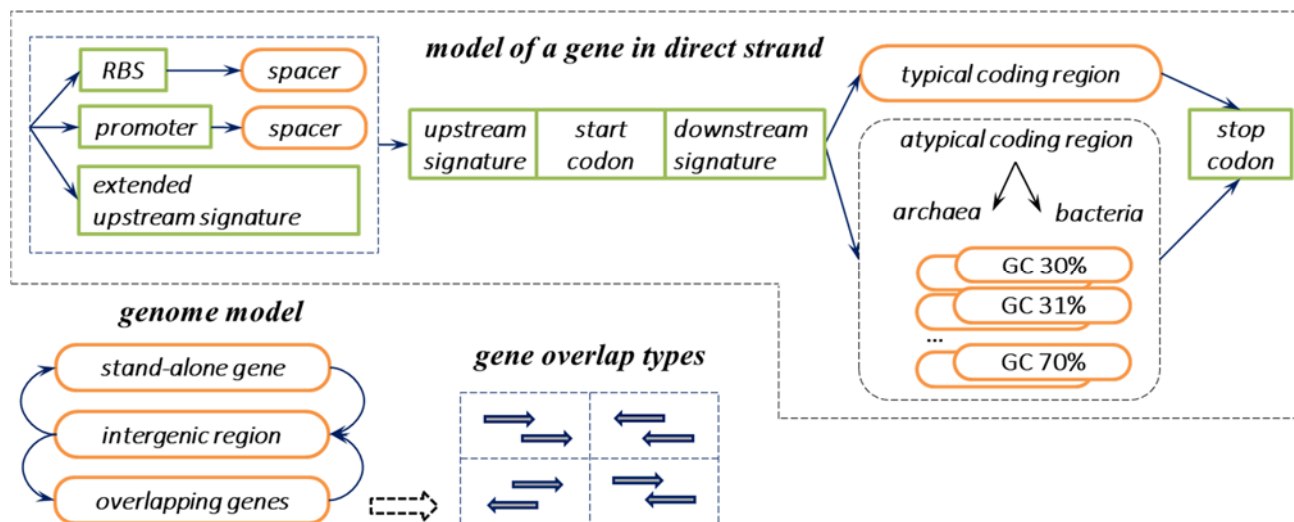 model of a gene in direct strand
RBS
spacer
promoter
spacer
extended
upstream signature
upstream
signature
start
codon
downstream
signature
typical coding region
atypical coding region
archaea
bacteria
GC 30%
GC 31%
...
GC 70%
stop
codon
genome model
stand-alone gene
intergenic region
overlapping genes
gene overlap types